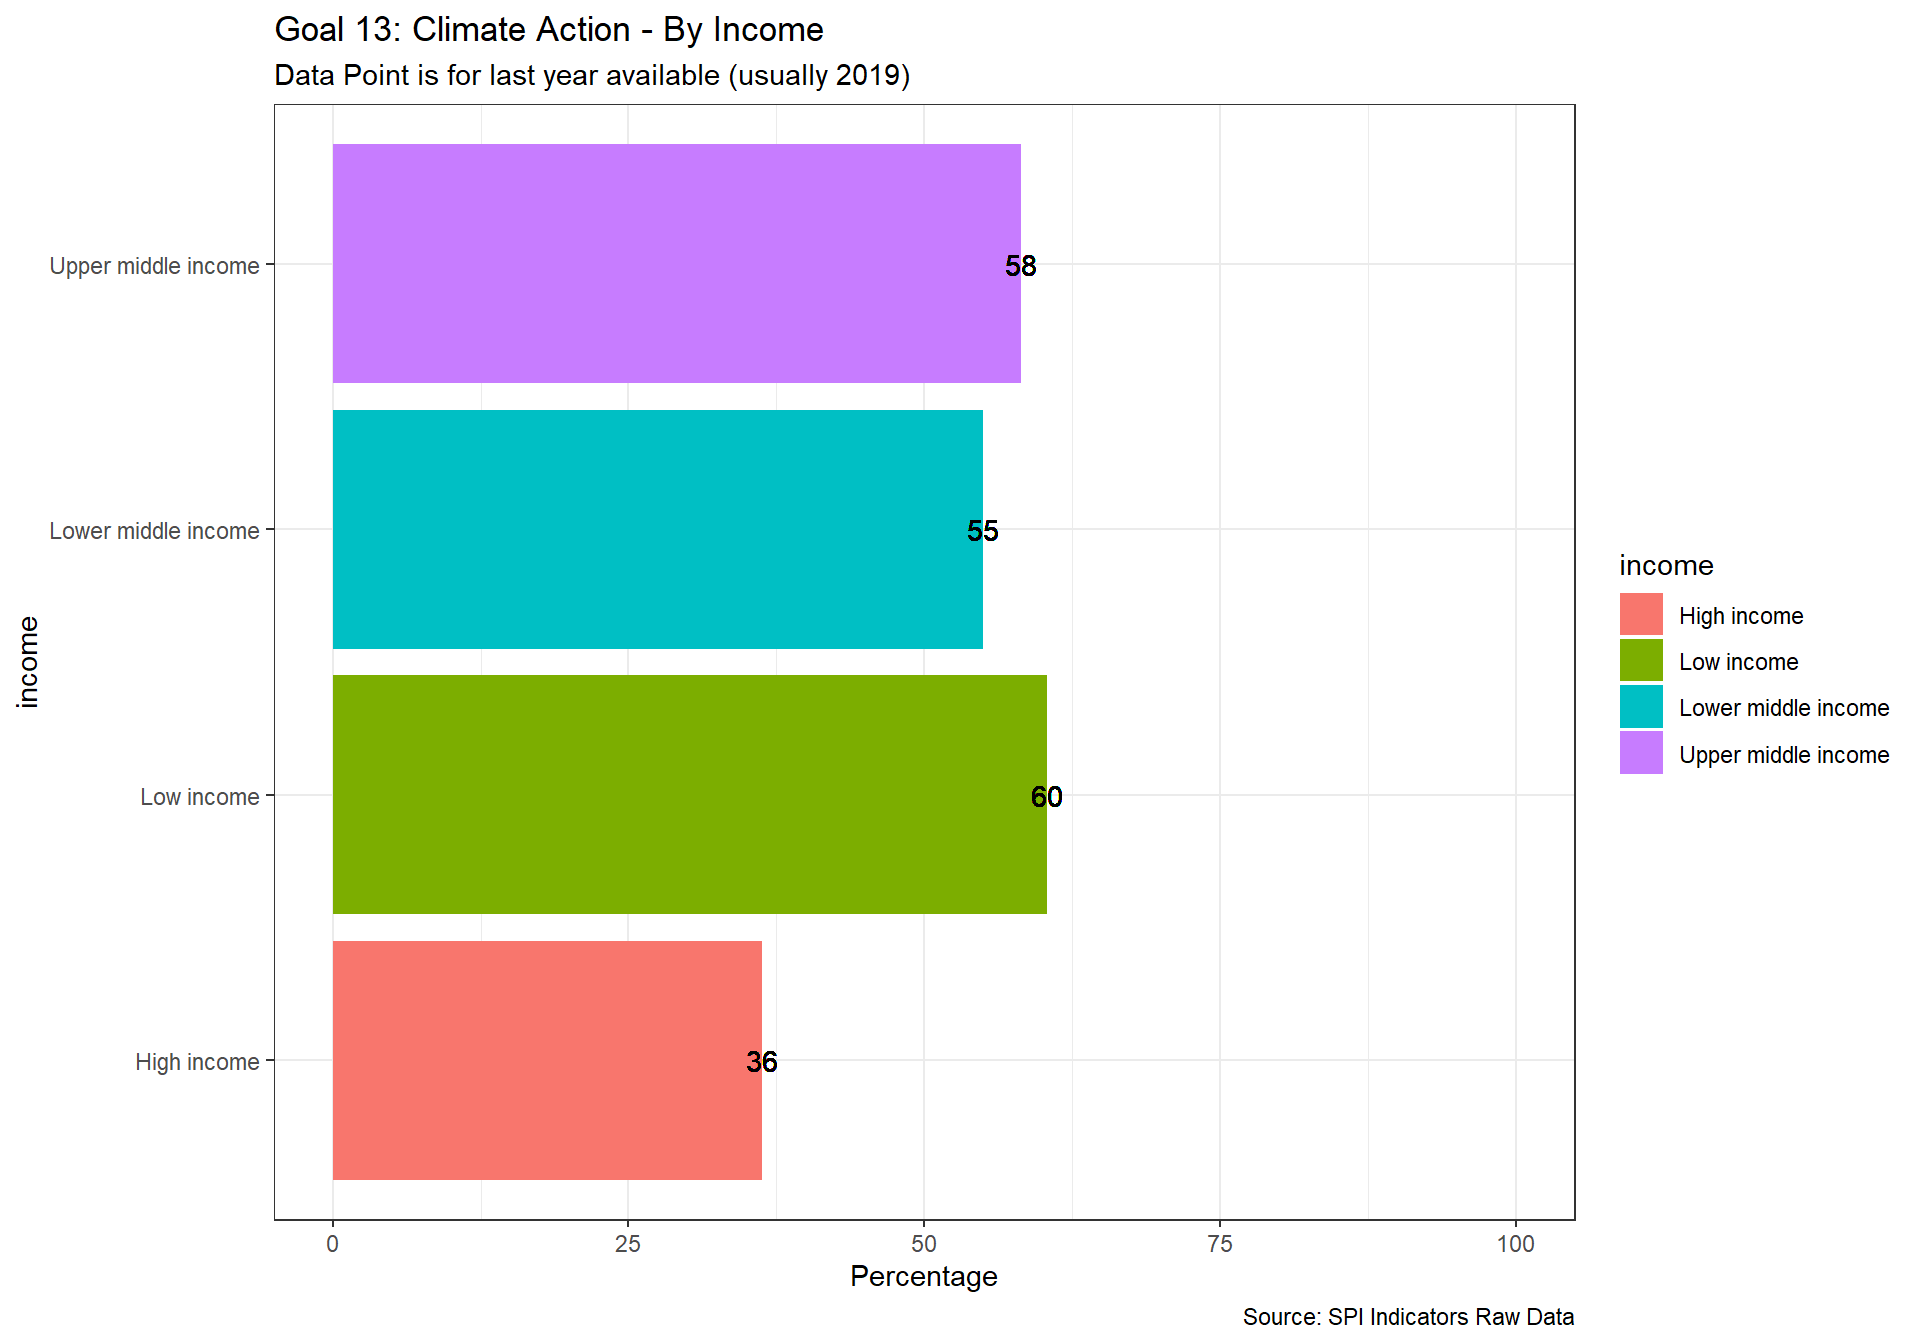 Goal 13: Climate Action - By Income
Data Point is for last year available (usually 2019)
Upper middle income
58
Lower middle income
55
Low income
60
High income
36
income
0 25 50 75 100
Percentage
income
High income
Low income
Lower middle income
Upper middle income
Source: SPI Indicators Raw Data